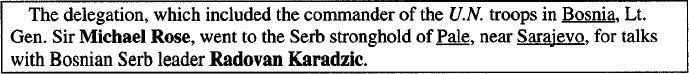 The delegation, which included the commander of the U.N. troops in Bosnia, Lt.
Gen. Sir Michael Rose, went to the Serb stronghold of Pale, near Sarajevo, for talks
with Bosnian Serb leader Radovan Karadzic.